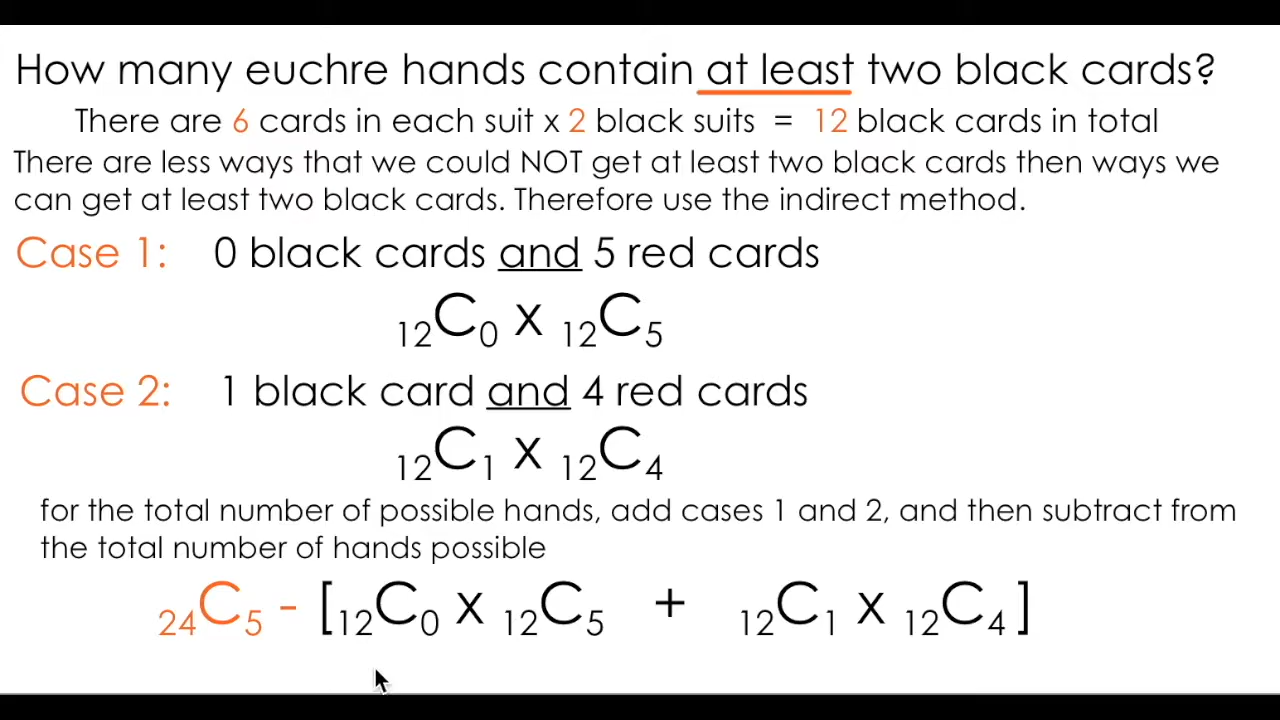 How many euchre hands contain at least two black cards?
There are 6 cards in each suit x 2 black suits = 12 black cards in total
There are less ways that we could NOT get at least two black cards then ways we
can get at least two black cards. Therefore use the indirect method.
Case 1: 0 black cards and 5 red cards
₁₂C₀ x ₁₂C₅
Case 2: 1 black card and 4 red cards
₁₂C₁ x ₁₂C₄
for the total number of possible hands, add cases 1 and 2, and then subtract from
the total number of hands possible
₂₄C₅ - [₁₂C₀ x ₁₂C₅ + ₁₂C₁ x ₁₂C₄]